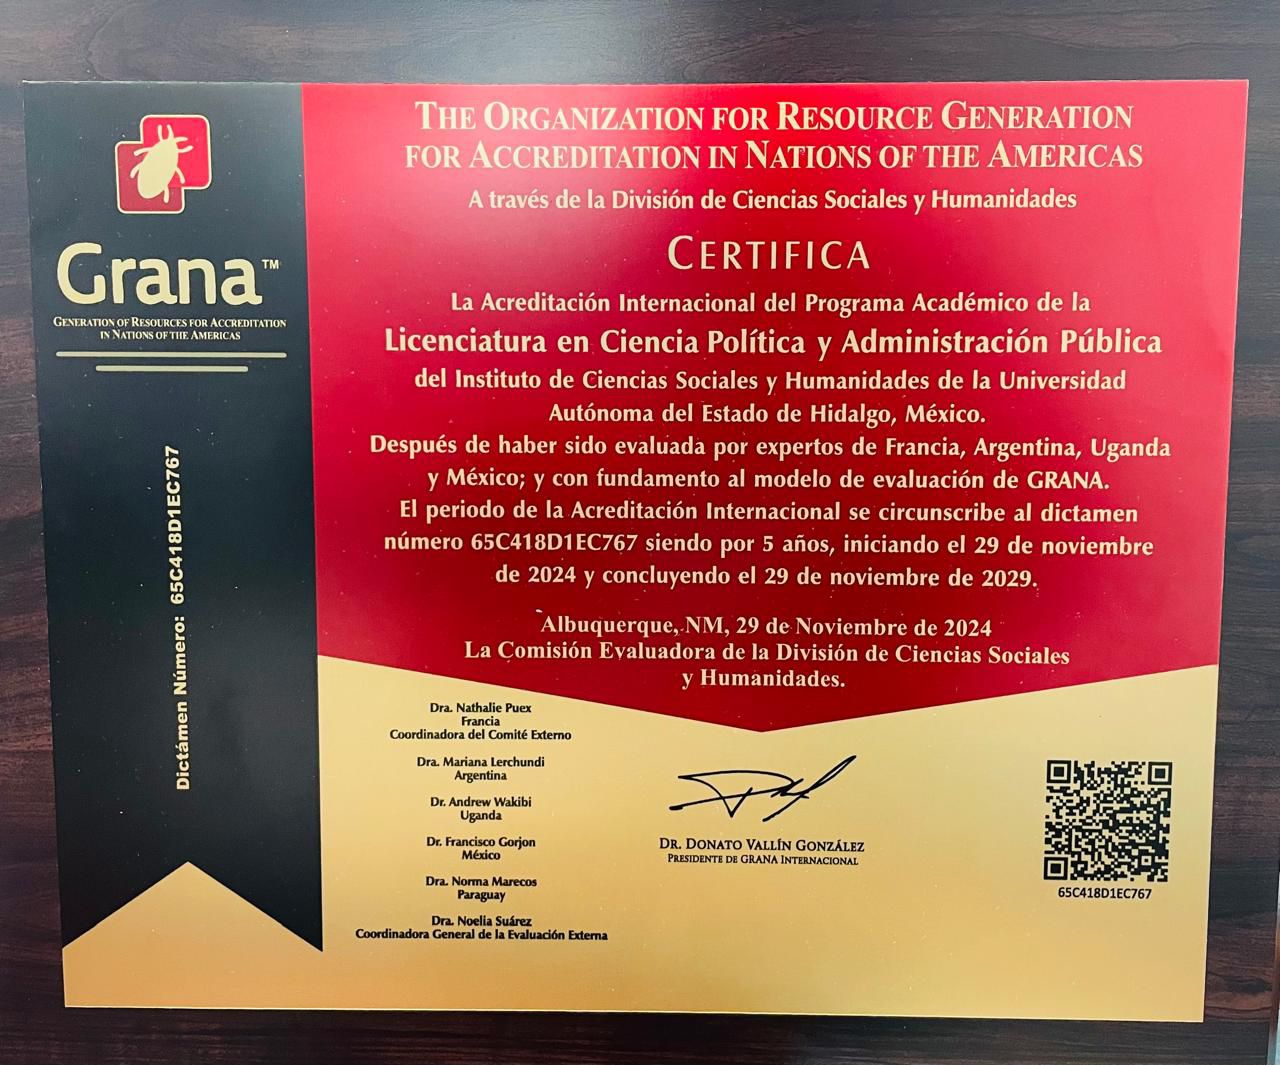 Grana™
GENERATION OF RESOURCES FOR ACCREDITATION
IN NATIONS OF THE AMERICAS
Dictámen Número: 65C418D1EC767
THE ORGANIZATION FOR RESOURCE GENERATION
FOR ACCREDITATION IN NATIONS OF THE AMERICAS
A través de la División de Ciencias Sociales y Humanidades
CERTIFICA
La Acreditación Internacional del Programa Académico de la
Licenciatura en Ciencia Política y Administración Pública
del Instituto de Ciencias Sociales y Humanidades de la Universidad
Autónoma del Estado de Hidalgo, México.
Después de haber sido evaluada por expertos de Francia, Argentina, Uganda
y México; y con fundamento al modelo de evaluación de GRANA.
El periodo de la Acreditación Internacional se circunscribe al dictamen
número 65C418D1EC767 siendo por 5 años, iniciando el 29 de noviembre
de 2024 y concluyendo el 29 de noviembre de 2029.
Albuquerque, NM, 29 de Noviembre de 2024
La Comisión Evaluadora de la División de Ciencias Sociales
y Humanidades.
Dra. Nathalie Puex
Francia
Coordinadora del Comité Externo
Dra. Mariana Lerchundi
Argentina
Dr. Andrew Wakibi
Uganda
Dr. Francisco Gorjon
México
Dra. Norma Marecos
Paraguay
Dra. Noelia Suárez
Coordinadora General de la Evaluación Externa
DR. DONATO VALLÍN GONZÁLEZ
PRESIDENTE DE GRANA INTERNACIONAL
65C418D1EC767